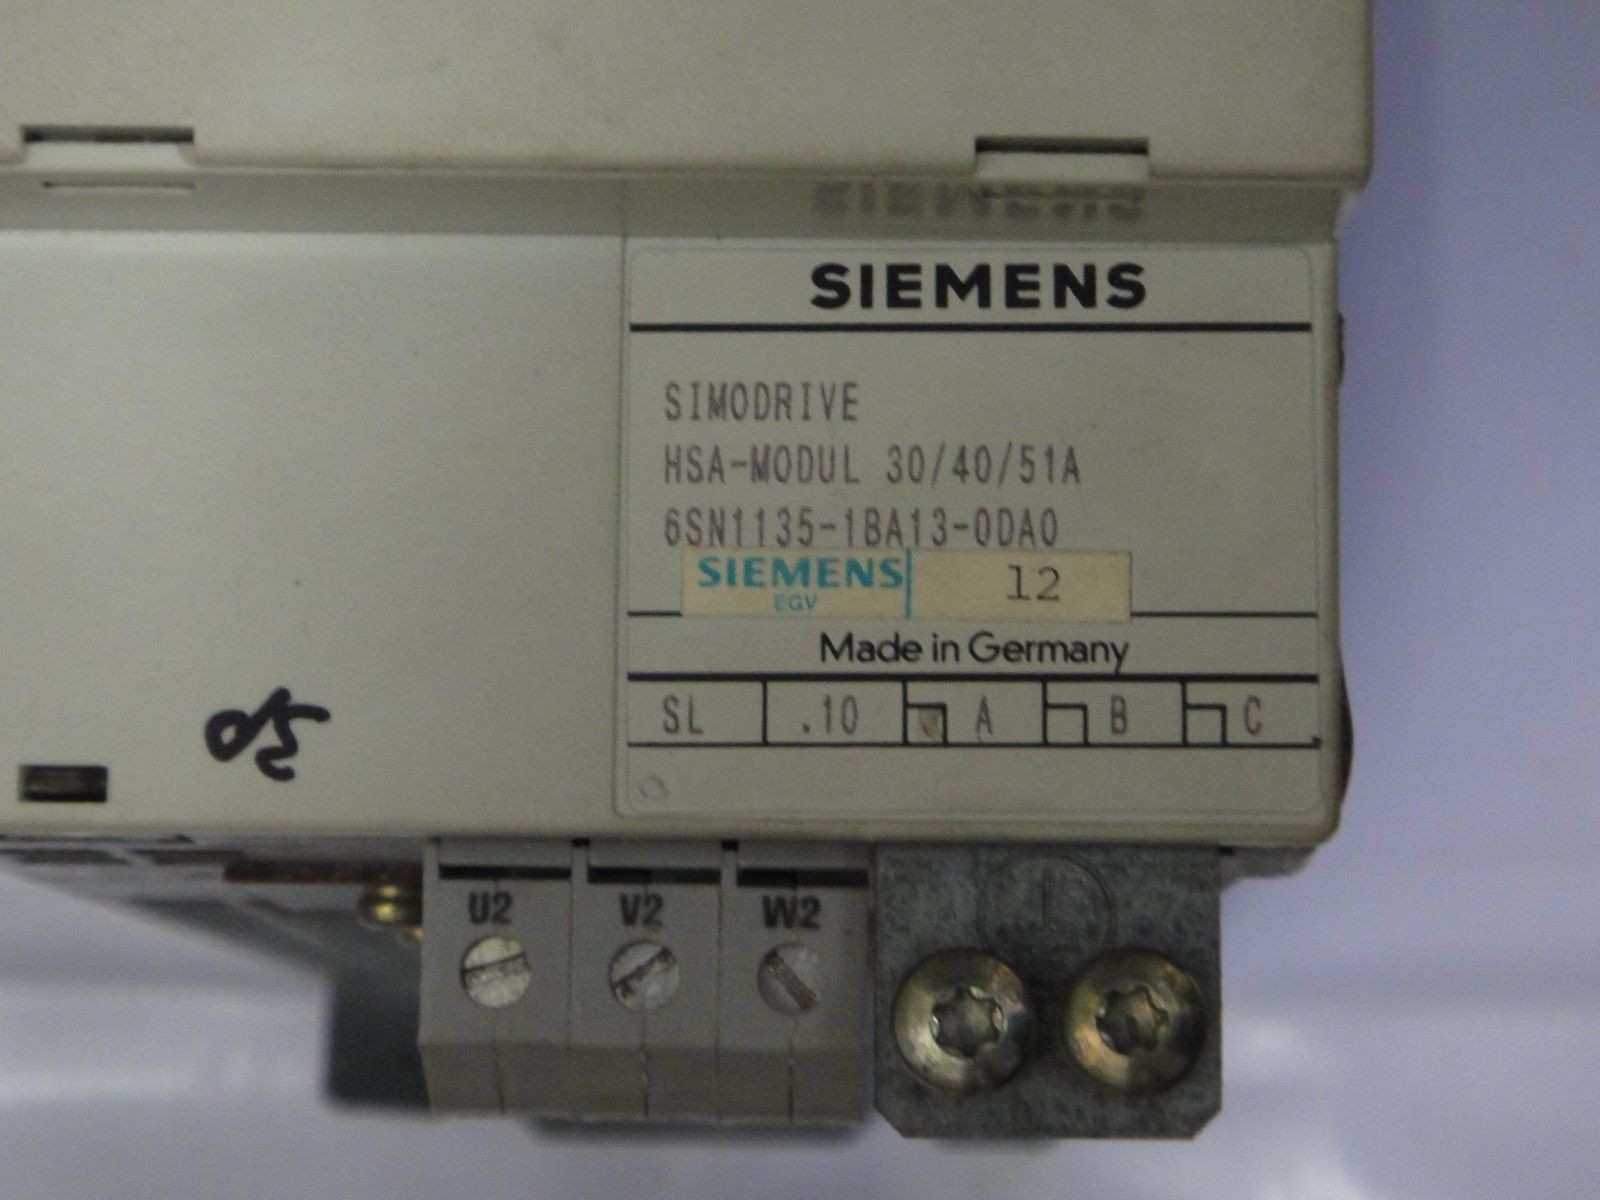 SIEMENS
SIMODRIVE
HSA-MODUL 30/40/51A
6SN1135-1BA13-0DA0
SIEMENS 12
EGV
Made in Germany
SL .10 A B C
U2 V2 W2